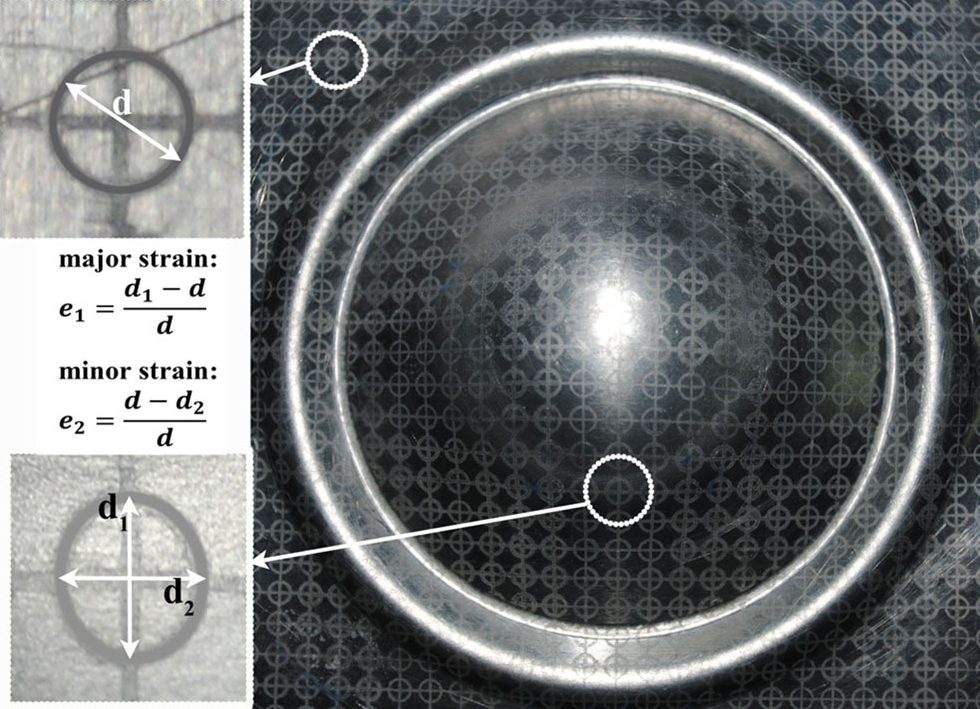 d
major strain:
e₁ = (d₁ − d)/d
minor strain:
e₂ = (d − d₂)/d
d₁
d₂